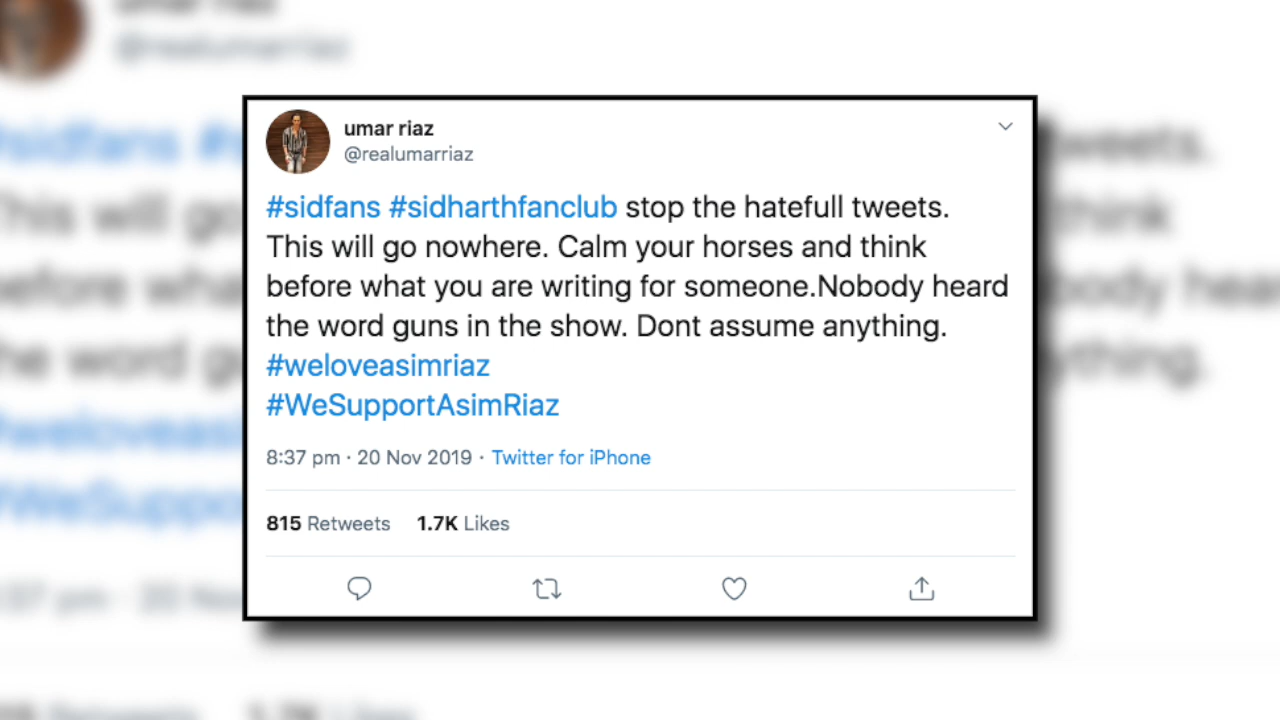 umar riaz
@realumarriaz
#sidfans #sidharthfanclub stop the hatefull tweets.
This will go nowhere. Calm your horses and think
before what you are writing for someone.Nobody heard
the word guns in the show. Dont assume anything.
#weloveasimriaz
#WeSupportAsimRiaz
8:37 pm · 20 Nov 2019 · Twitter for iPhone
815 Retweets 1.7K Likes